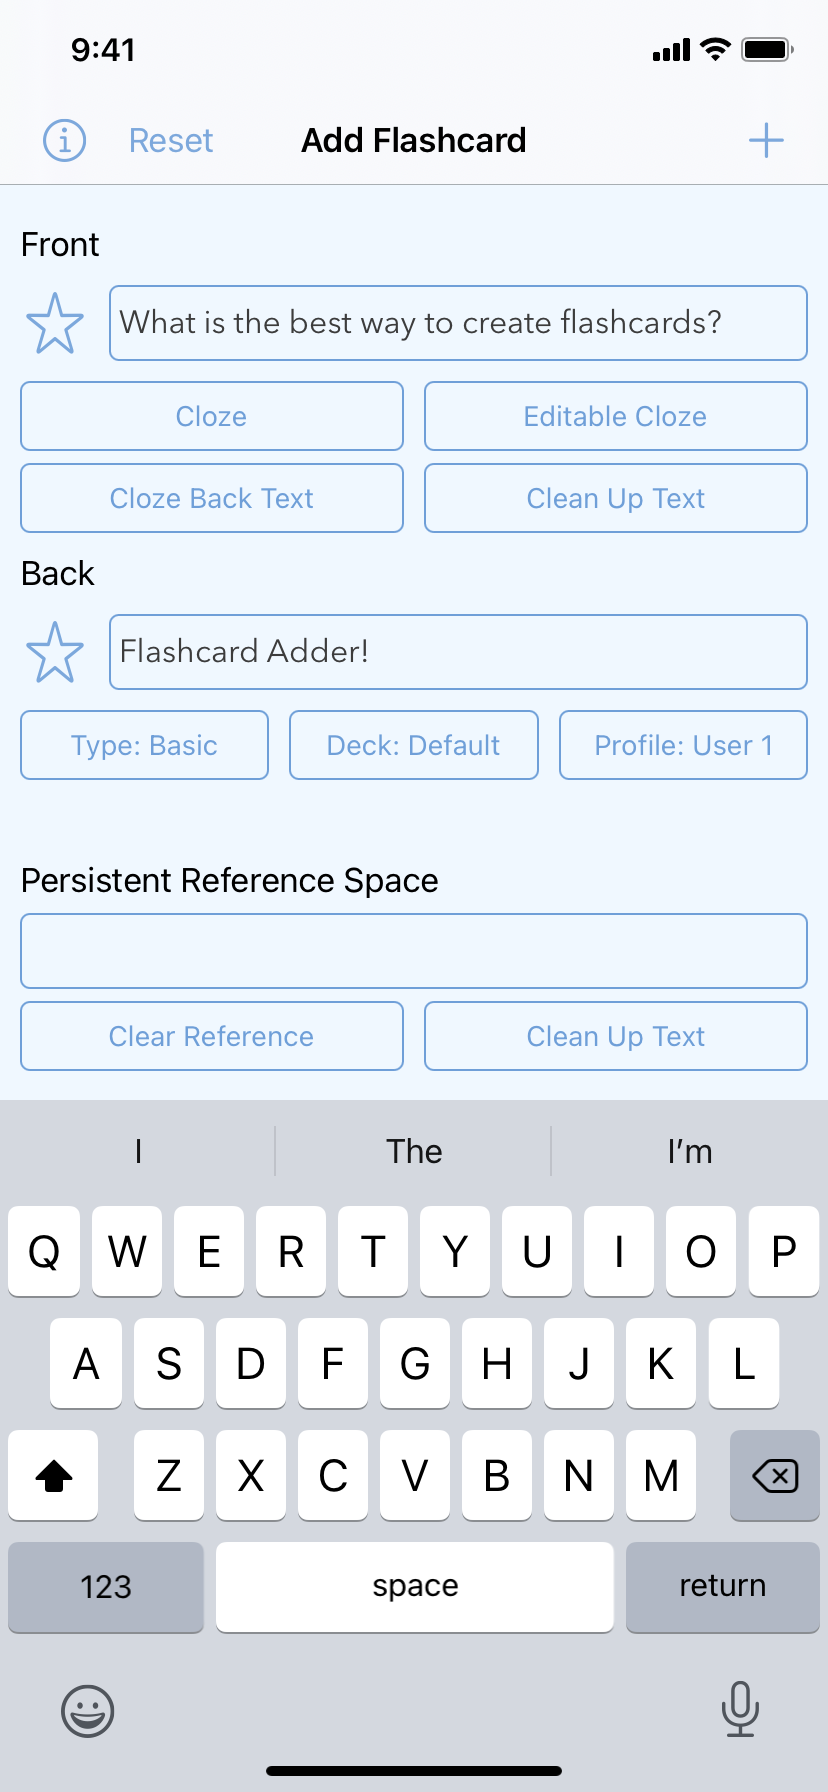 9:41
Reset Add Flashcard
Front
What is the best way to create flashcards?
Cloze Editable Cloze
Cloze Back Text Clean Up Text
Back
Flashcard Adder!
Type: Basic Deck: Default Profile: User 1
Persistent Reference Space
Clear Reference Clean Up Text
I The I’m
Q W E R T Y U I O P
A S D F G H J K L
Z X C V B N M
123 space return